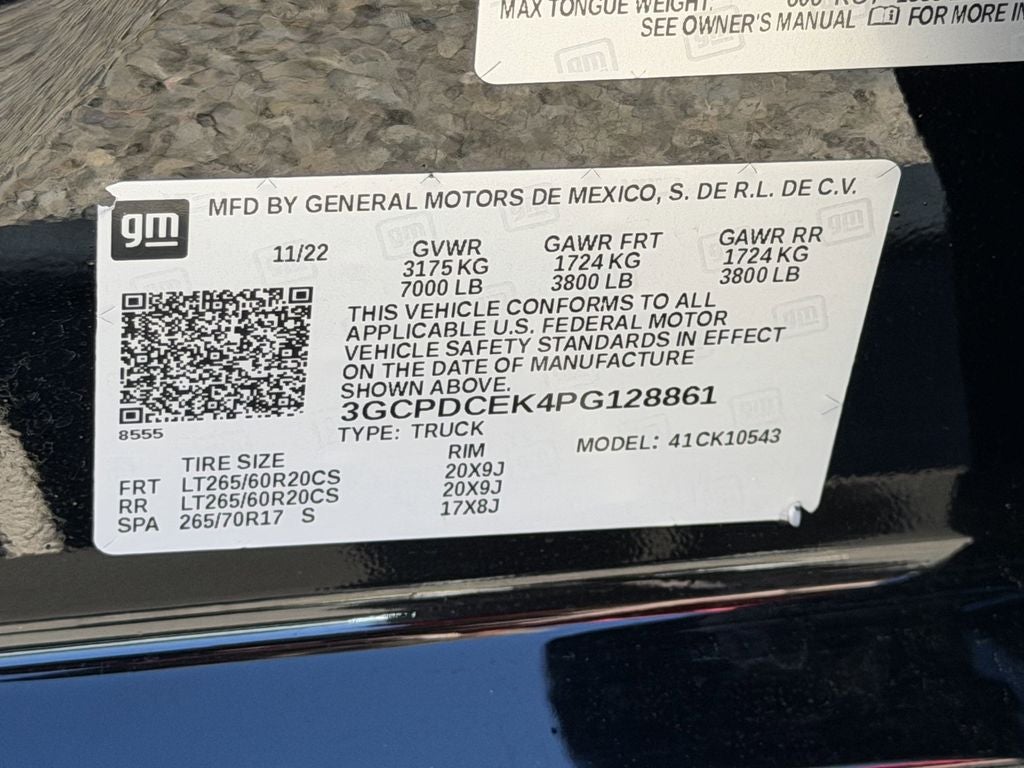 MAX TONGUE WEIGHT:
SEE OWNER'S MANUAL FOR MORE IN
gm
MFD BY GENERAL MOTORS DE MEXICO, S. DE R.L. DE C.V.
11/22 GVWR GAWR FRT GAWR RR
3175 KG 1724 KG 1724 KG
7000 LB 3800 LB 3800 LB
THIS VEHICLE CONFORMS TO ALL
APPLICABLE U.S. FEDERAL MOTOR
VEHICLE SAFETY STANDARDS IN EFFECT
ON THE DATE OF MANUFACTURE
SHOWN ABOVE.
3GCPDCEK4PG128861
8555
TYPE: TRUCK MODEL: 41CK10543
TIRE SIZE RIM
FRT LT265/60R20CS 20X9J
RR LT265/60R20CS 20X9J
SPA 265/70R17 S 17X8J